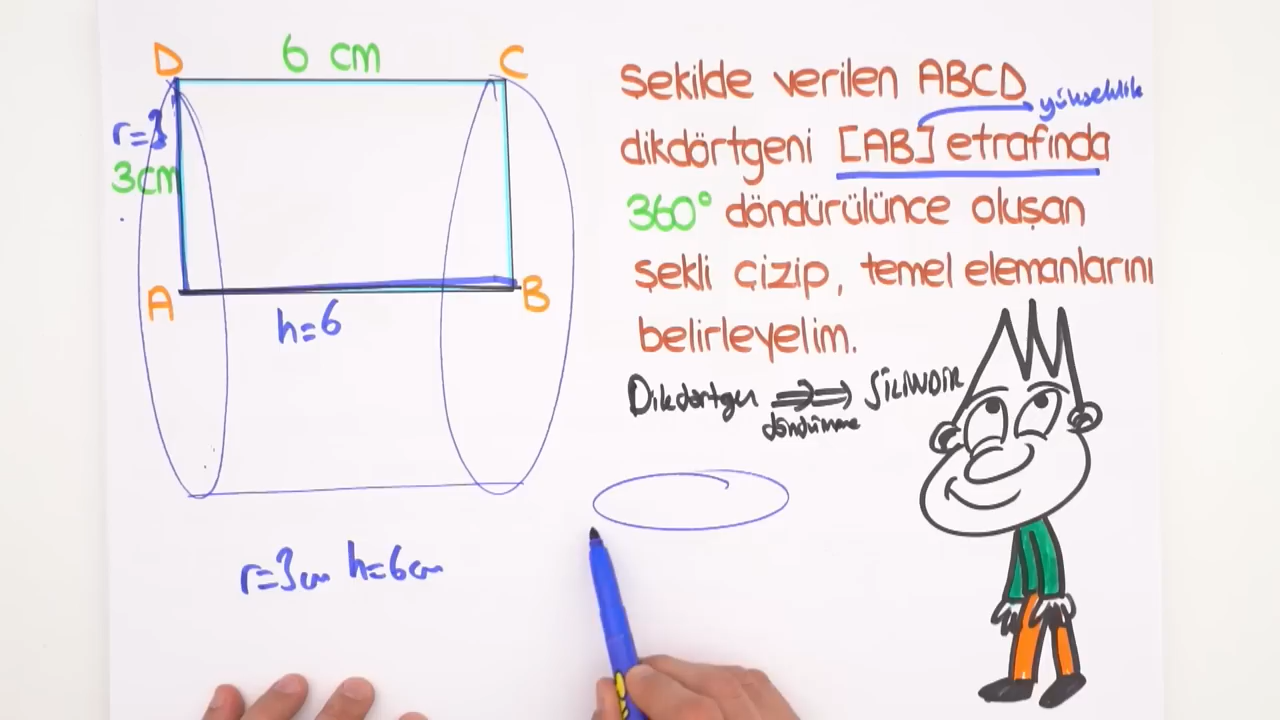 D 6 cm C
r=3
3cm
A B
h=6
r=3cm h=6cm
Şekilde verilen ABCD
yükseklik
dikdörtgeni [AB] etrafında
360° döndürülünce oluşan
şekli çizip, temel elemanlarını
belirleyelim.
Dikdörtgen SİLİNDİR
döndürme